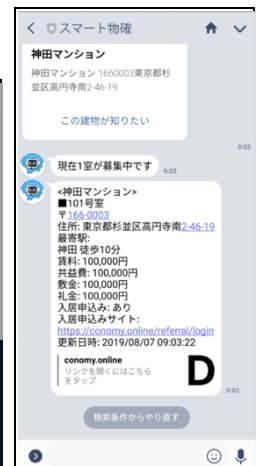 スマート物確
神田マンション
神田マンション 1660003東京都杉
並区高円寺南2-46-19
この建物が知りたい
9:03
現在1室が募集中です
9:03
<神田マンション>
■101号室
〒166-0003
住所: 東京都杉並区高円寺南2-46-19
最寄駅:
神田 徒歩10分
賃料: 100,000円
共益費: 100,000円
敷金: 100,000円
礼金: 100,000円
入居申込み: あり
入居申込みサイト:
https://conomy.online/referral/login
更新日時: 2019/08/07 09:03:22
conomy.online
リンクを開くにはこちら
をタップ
D
9:03
検索条件からやり直す